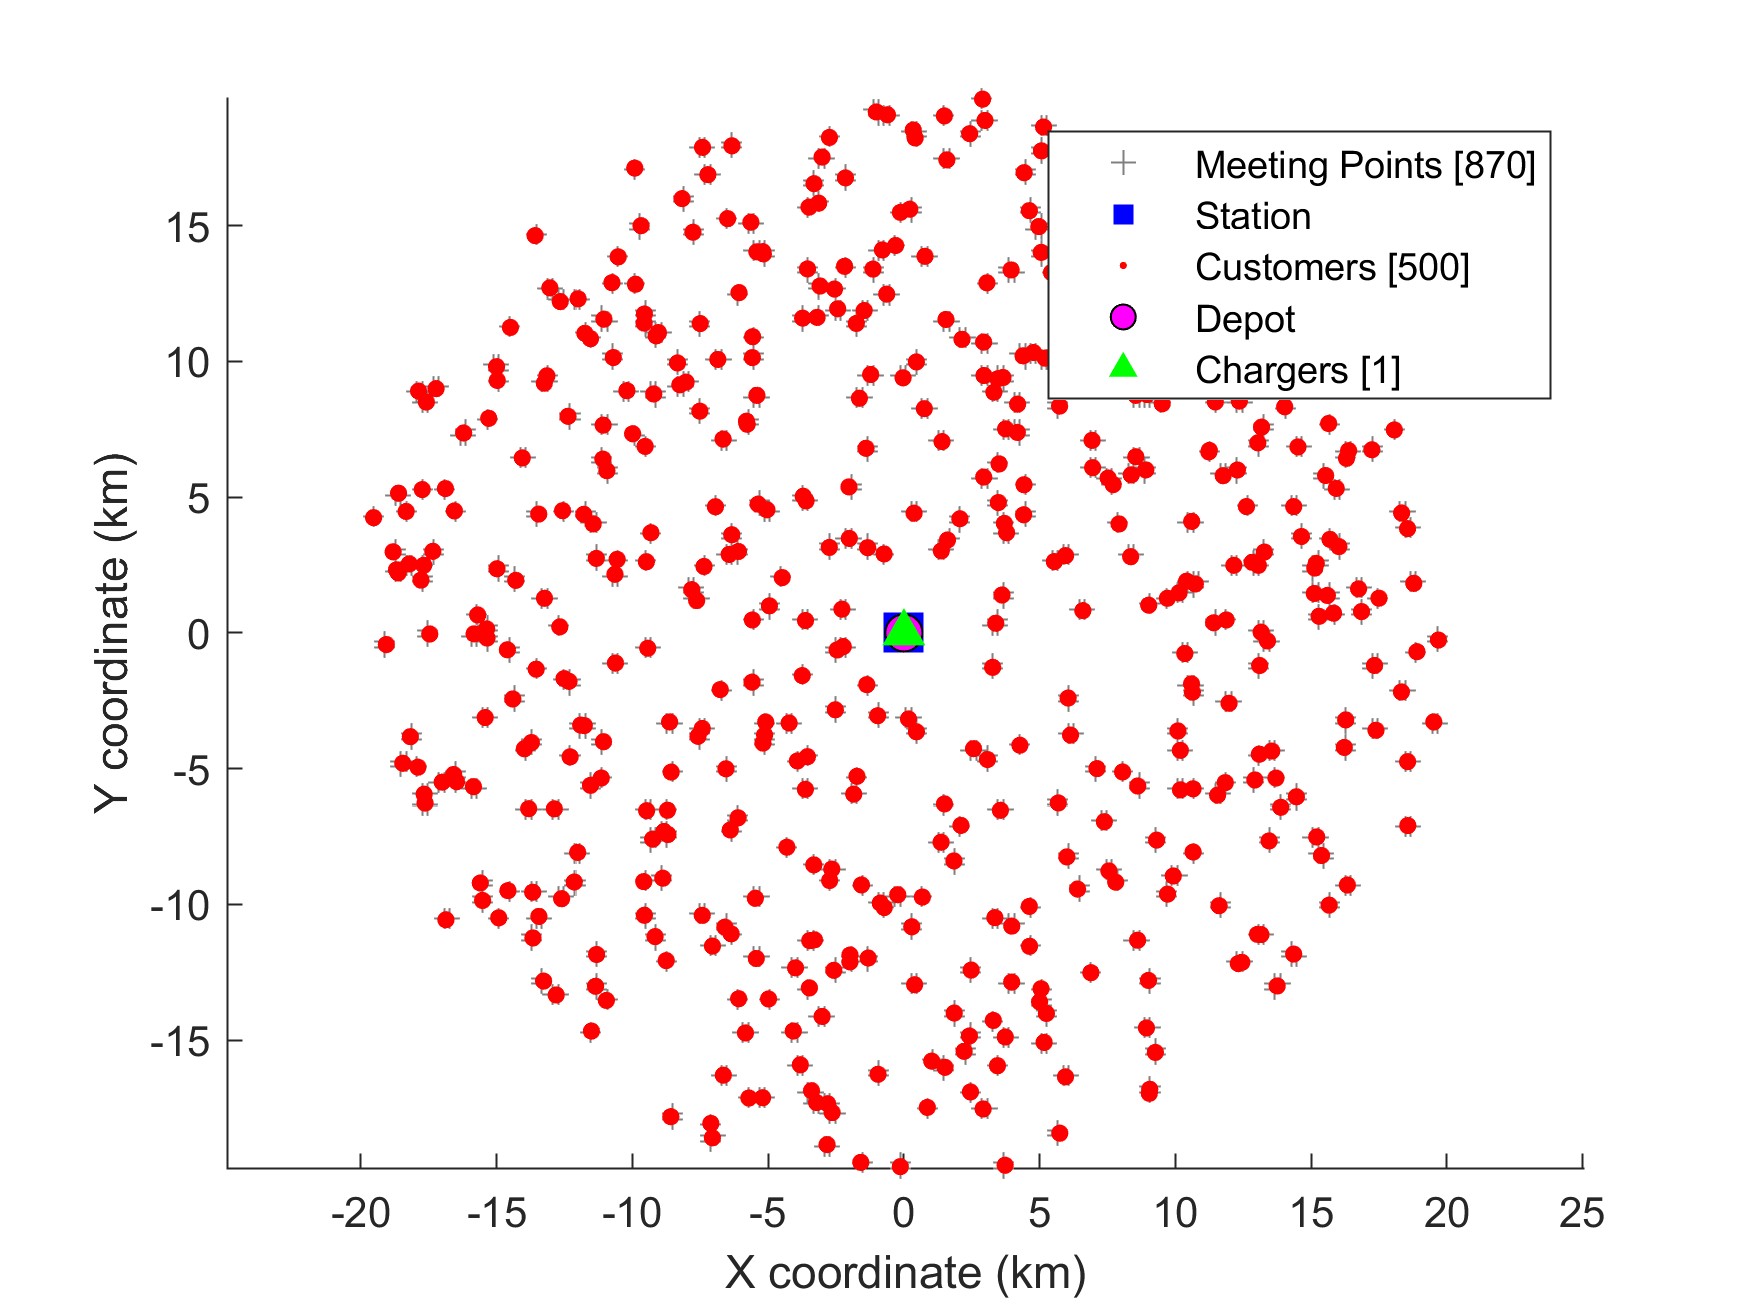 Meeting Points [870]
Station
Customers [500]
Depot
Chargers [1]
15
10
5
0
-5
-10
-15
Y coordinate (km)
-20 -15 -10 -5 0 5 10 15 20 25
X coordinate (km)